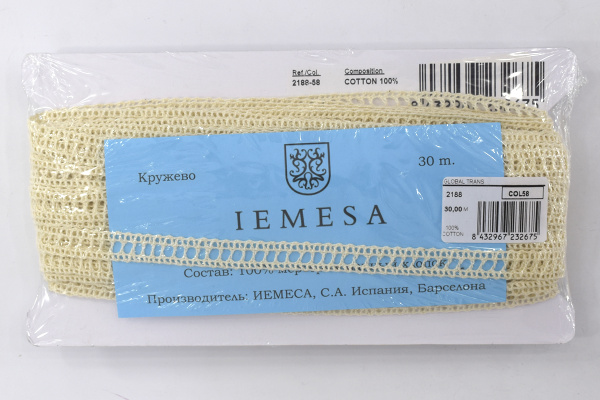 Ref./Col.
2188-58
Composition
COTTON 100%
Кружево
30 m.
IEMESA
Состав: 100%
Производитель: ИЕМЕСА, С.А. Испания, Барселона
GLOBAL TRANS
2188
COL58
30,00 M
100%
COTTON
8 432967 232675